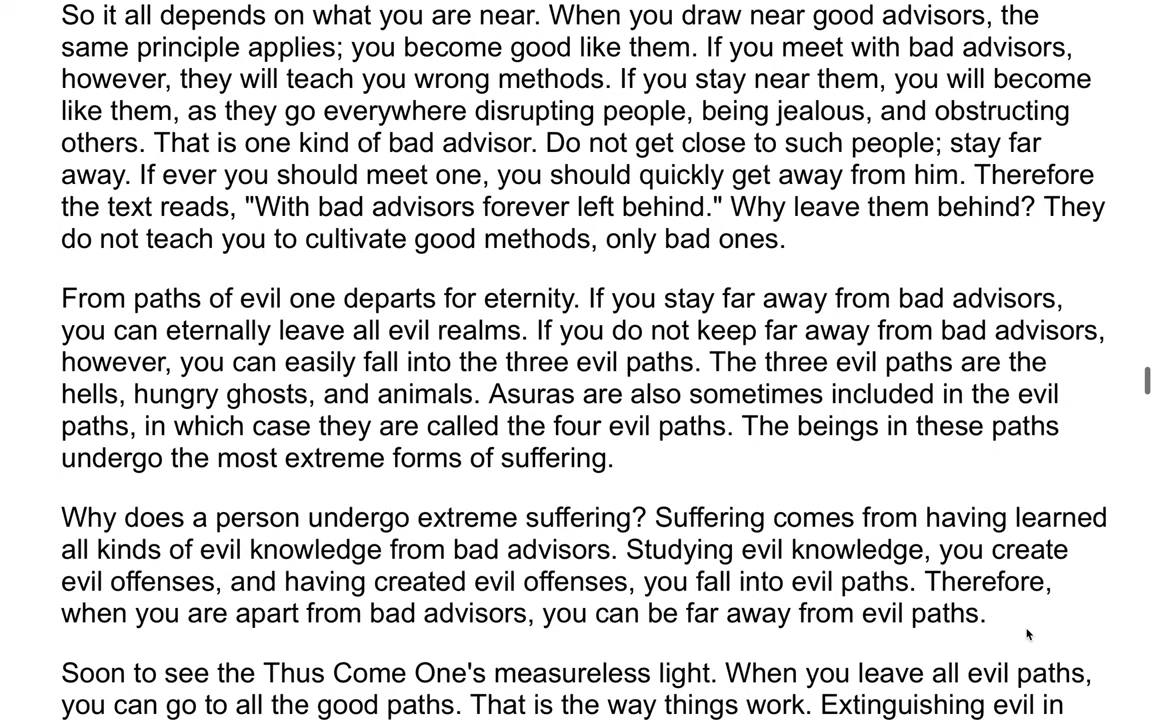 So it all depends on what you are near. When you draw near good advisors, the
same principle applies; you become good like them. If you meet with bad advisors,
however, they will teach you wrong methods. If you stay near them, you will become
like them, as they go everywhere disrupting people, being jealous, and obstructing
others. That is one kind of bad advisor. Do not get close to such people; stay far
away. If ever you should meet one, you should quickly get away from him. Therefore
the text reads, "With bad advisors forever left behind." Why leave them behind? They
do not teach you to cultivate good methods, only bad ones.
From paths of evil one departs for eternity. If you stay far away from bad advisors,
you can eternally leave all evil realms. If you do not keep far away from bad advisors,
however, you can easily fall into the three evil paths. The three evil paths are the
hells, hungry ghosts, and animals. Asuras are also sometimes included in the evil
paths, in which case they are called the four evil paths. The beings in these paths
undergo the most extreme forms of suffering.
Why does a person undergo extreme suffering? Suffering comes from having learned
all kinds of evil knowledge from bad advisors. Studying evil knowledge, you create
evil offenses, and having created evil offenses, you fall into evil paths. Therefore,
when you are apart from bad advisors, you can be far away from evil paths.
Soon to see the Thus Come One's measureless light. When you leave all evil paths,
you can go to all the good paths. That is the way things work. Extinguishing evil in